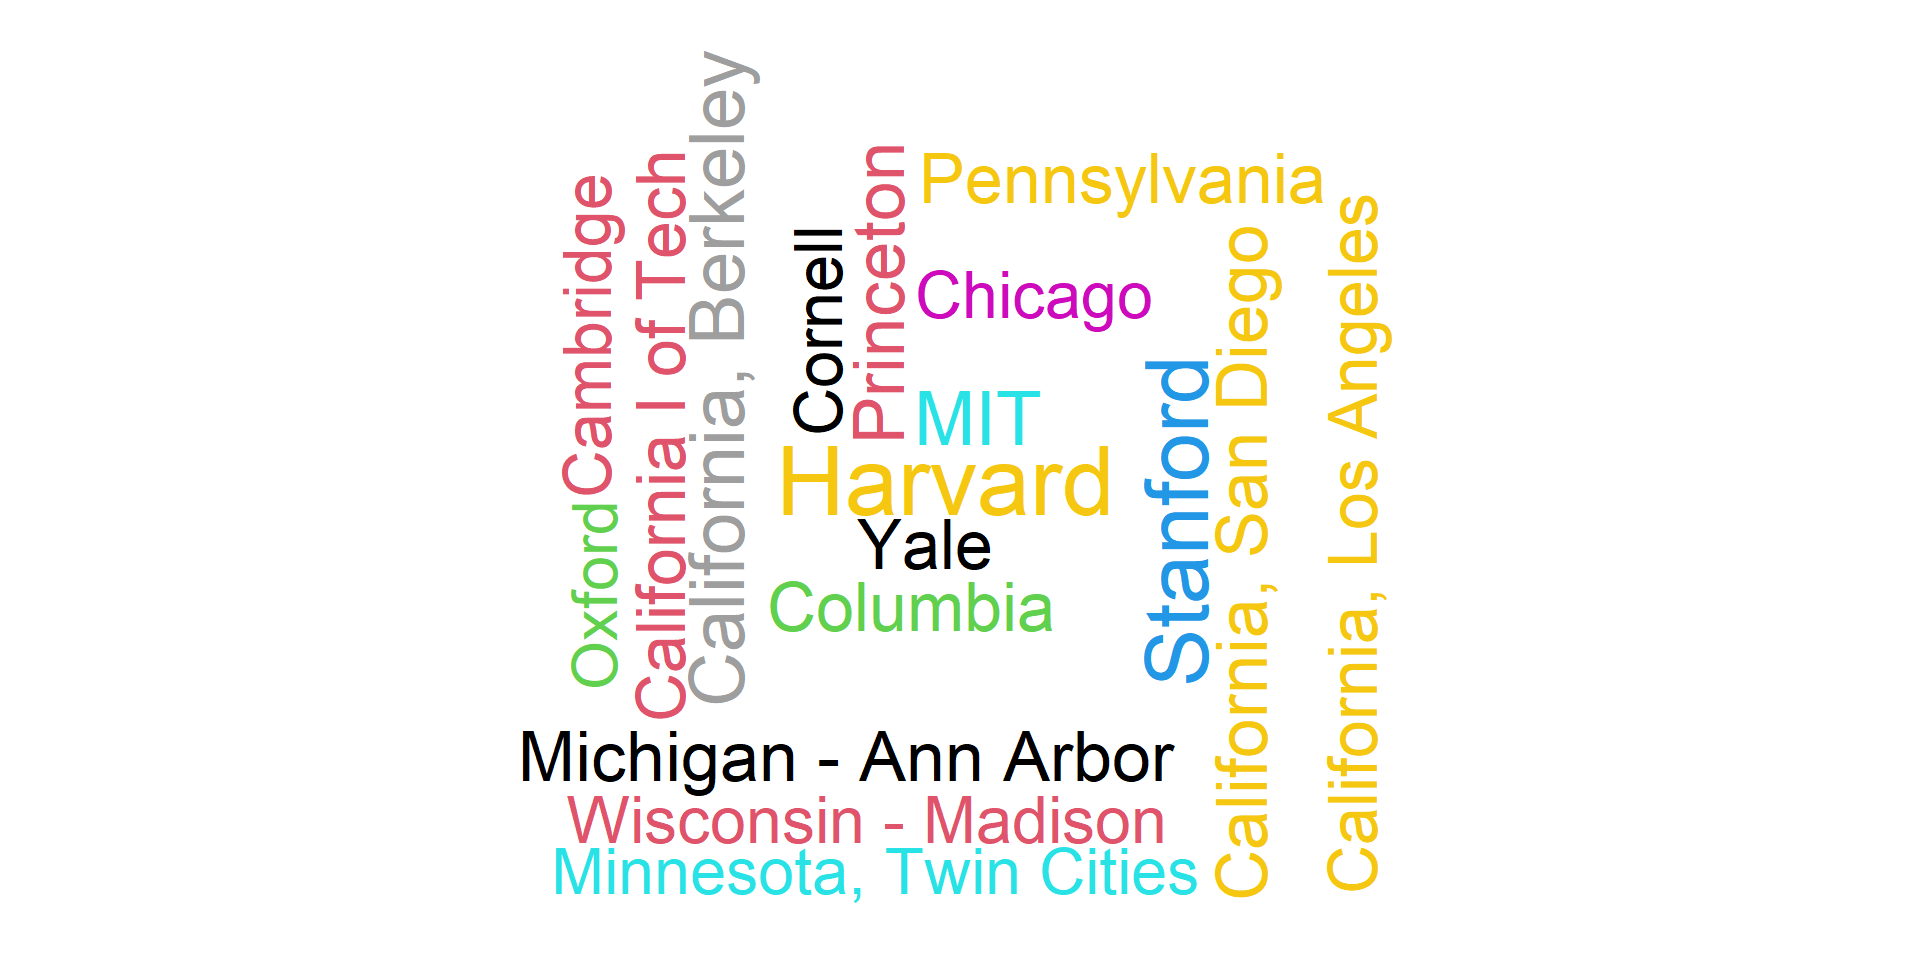 Cambridge
Oxford
California I of Tech
California, Berkeley
Cornell
Princeton
Pennsylvania
Chicago
MIT
Harvard
Yale
Columbia
Stanford
California, San Diego
California, Los Angeles
Michigan - Ann Arbor
Wisconsin - Madison
Minnesota, Twin Cities